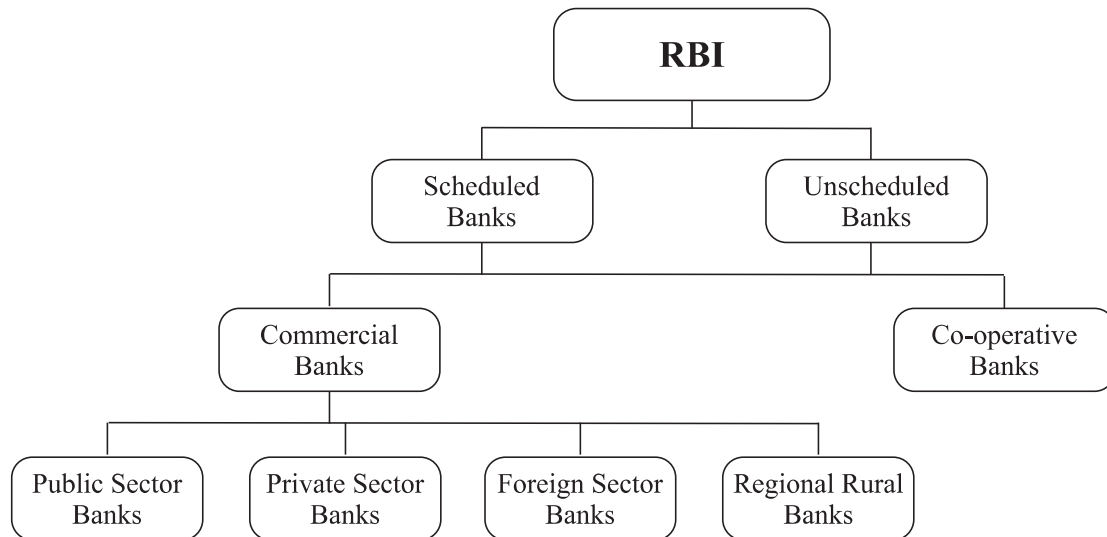 RBI
Scheduled
Banks
Unscheduled
Banks
Commercial
Banks
Co-operative
Banks
Public Sector
Banks
Private Sector
Banks
Foreign Sector
Banks
Regional Rural
Banks